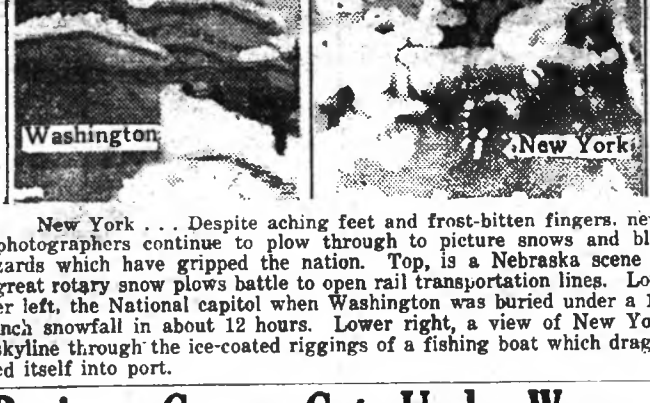 Washington
New York
New York . . . Despite aching feet and frost-bitten fingers. ne
photographers continue to plow through to picture snows and bl
zards which have gripped the nation. Top, is a Nebraska scene
great rotary snow plows battle to open rail transportation lines. Lo
er left, the National capitol when Washington was buried under a 1
inch snowfall in about 12 hours. Lower right, a view of New Yo
skyline through the ice-coated riggings of a fishing boat which drag
ed itself into port.